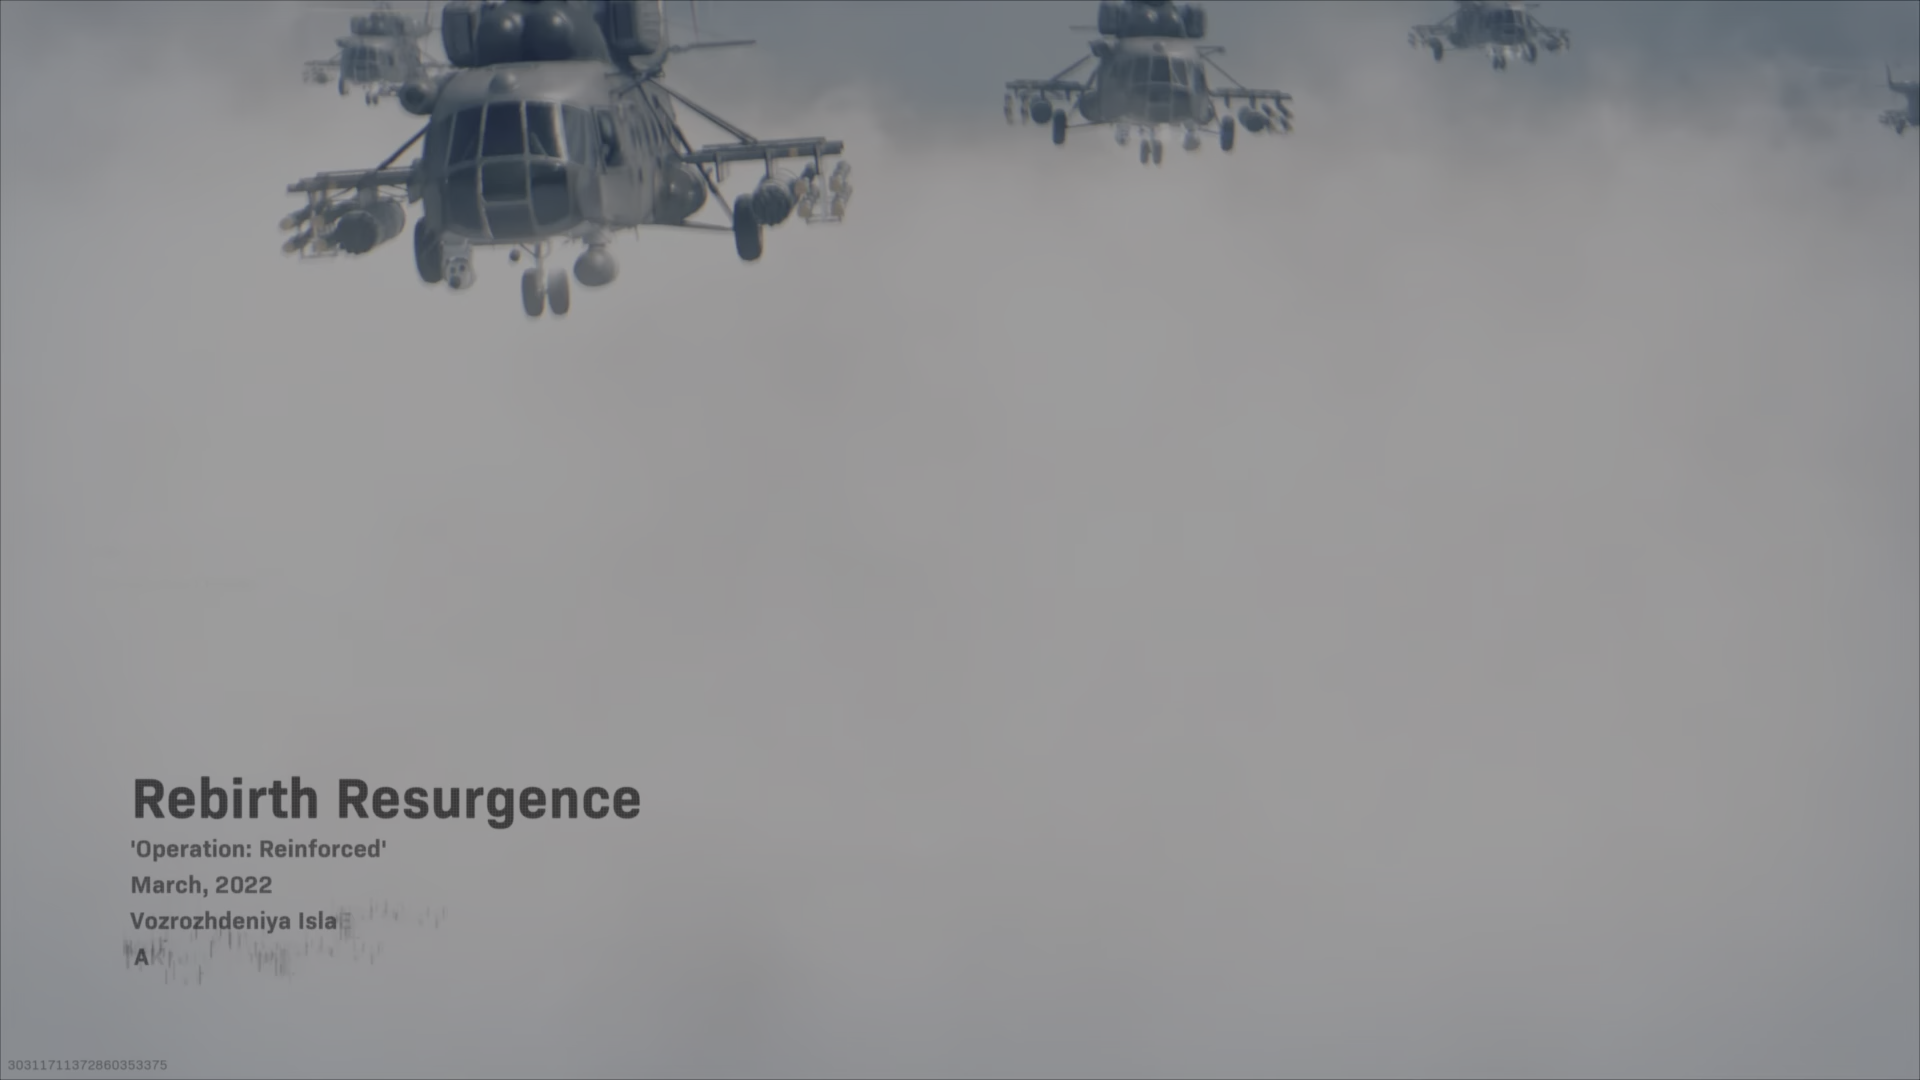 Rebirth Resurgence
'Operation: Reinforced'
March, 2022
Vozrozhdeniya Isla
30311711372860353375